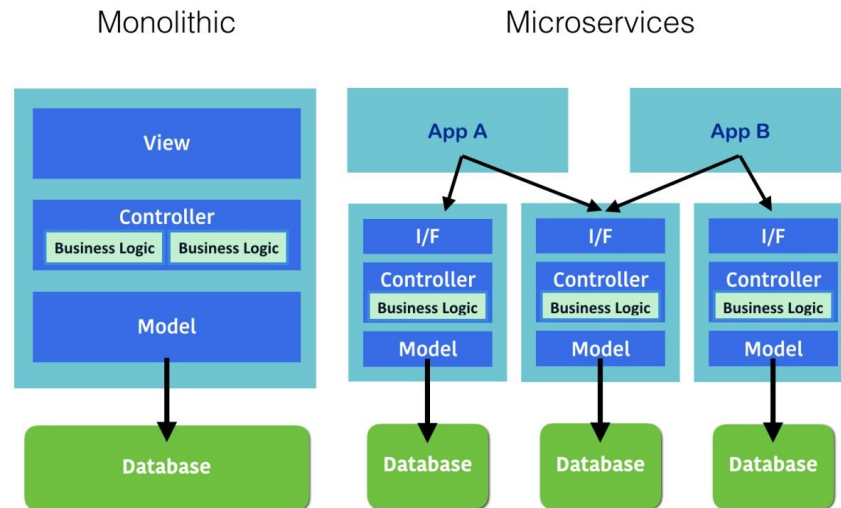 Monolithic
Microservices
View
Controller
Business Logic
Business Logic
Model
Database
App A
App B
I/F
Controller
Business Logic
Model
Database
I/F
Controller
Business Logic
Model
Database
I/F
Controller
Business Logic
Model
Database